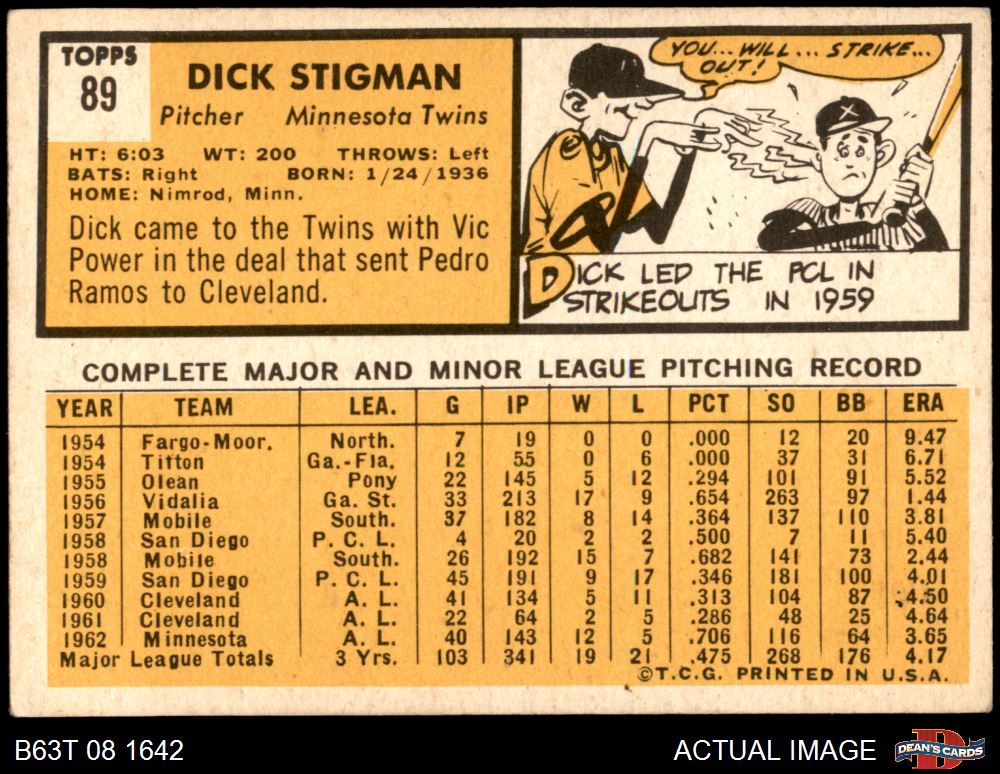 TOPPS
89
DICK STIGMAN
Pitcher Minnesota Twins
HT: 6:03 WT: 200 THROWS: Left
BATS: Right BORN: 1/24/1936
HOME: Nimrod, Minn.
Dick came to the Twins with Vic
Power in the deal that sent Pedro
Ramos to Cleveland.
YOU... WILL... STRIKE...
OUT!
X
DICK LED THE PCL IN
STRIKEOUTS IN 1959
COMPLETE MAJOR AND MINOR LEAGUE PITCHING RECORD
YEAR TEAM LEA. G IP W L PCT SO BB ERA
1954 Fargo-Moor. North. 7 19 0 0 .000 12 20 9.47
1954 Tifton Ga.-Fla. 12 55 0 6 .000 37 31 6.71
1955 Olean Pony 22 145 5 12 .294 101 91 5.52
1956 Vidalia Ga. St. 33 213 17 9 .654 263 97 1.44
1957 Mobile South. 37 182 8 14 .364 137 110 3.81
1958 San Diego P. C. L. 4 20 2 2 .500 7 11 5.40
1958 Mobile South. 26 192 15 7 .682 141 73 2.44
1959 San Diego P. C. L. 45 191 9 17 .346 181 100 4.01
1960 Cleveland A. L. 41 134 5 11 .313 104 87 4.50
1961 Cleveland A. L. 22 64 2 5 .286 48 25 4.64
1962 Minnesota A. L. 40 143 12 5 .706 116 64 3.65
Major League Totals 3 Yrs. 103 341 19 21 .475 268 176 4.17
©T.C.G. PRINTED IN U.S.A.
B63T 08 1642
ACTUAL IMAGE
D
DEAN'S CARDS